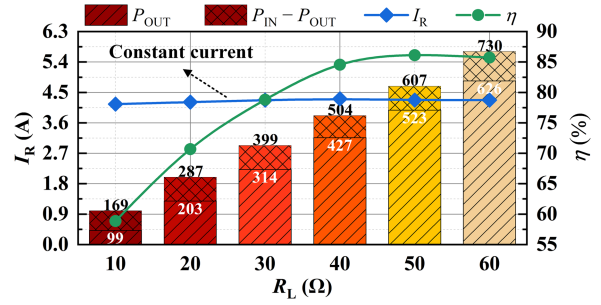 P_OUT P_IN − P_OUT I_R η
6.3 5.4 4.5 3.6 2.7 1.8 0.9 0.0
I_R (A)
Constant current
169 287 399 504 607 730
99 203 314 427 523 626
90 85 80 75 70 65 60 55
η (%)
10 20 30 40 50 60
R_L (Ω)